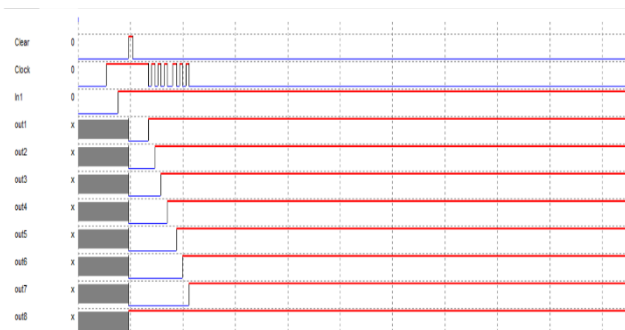 Clear 0
Clock 0
In1 0
out1 x
out2 x
out3 x
out4 x
out5 x
out6 x
out7 x
out8 x